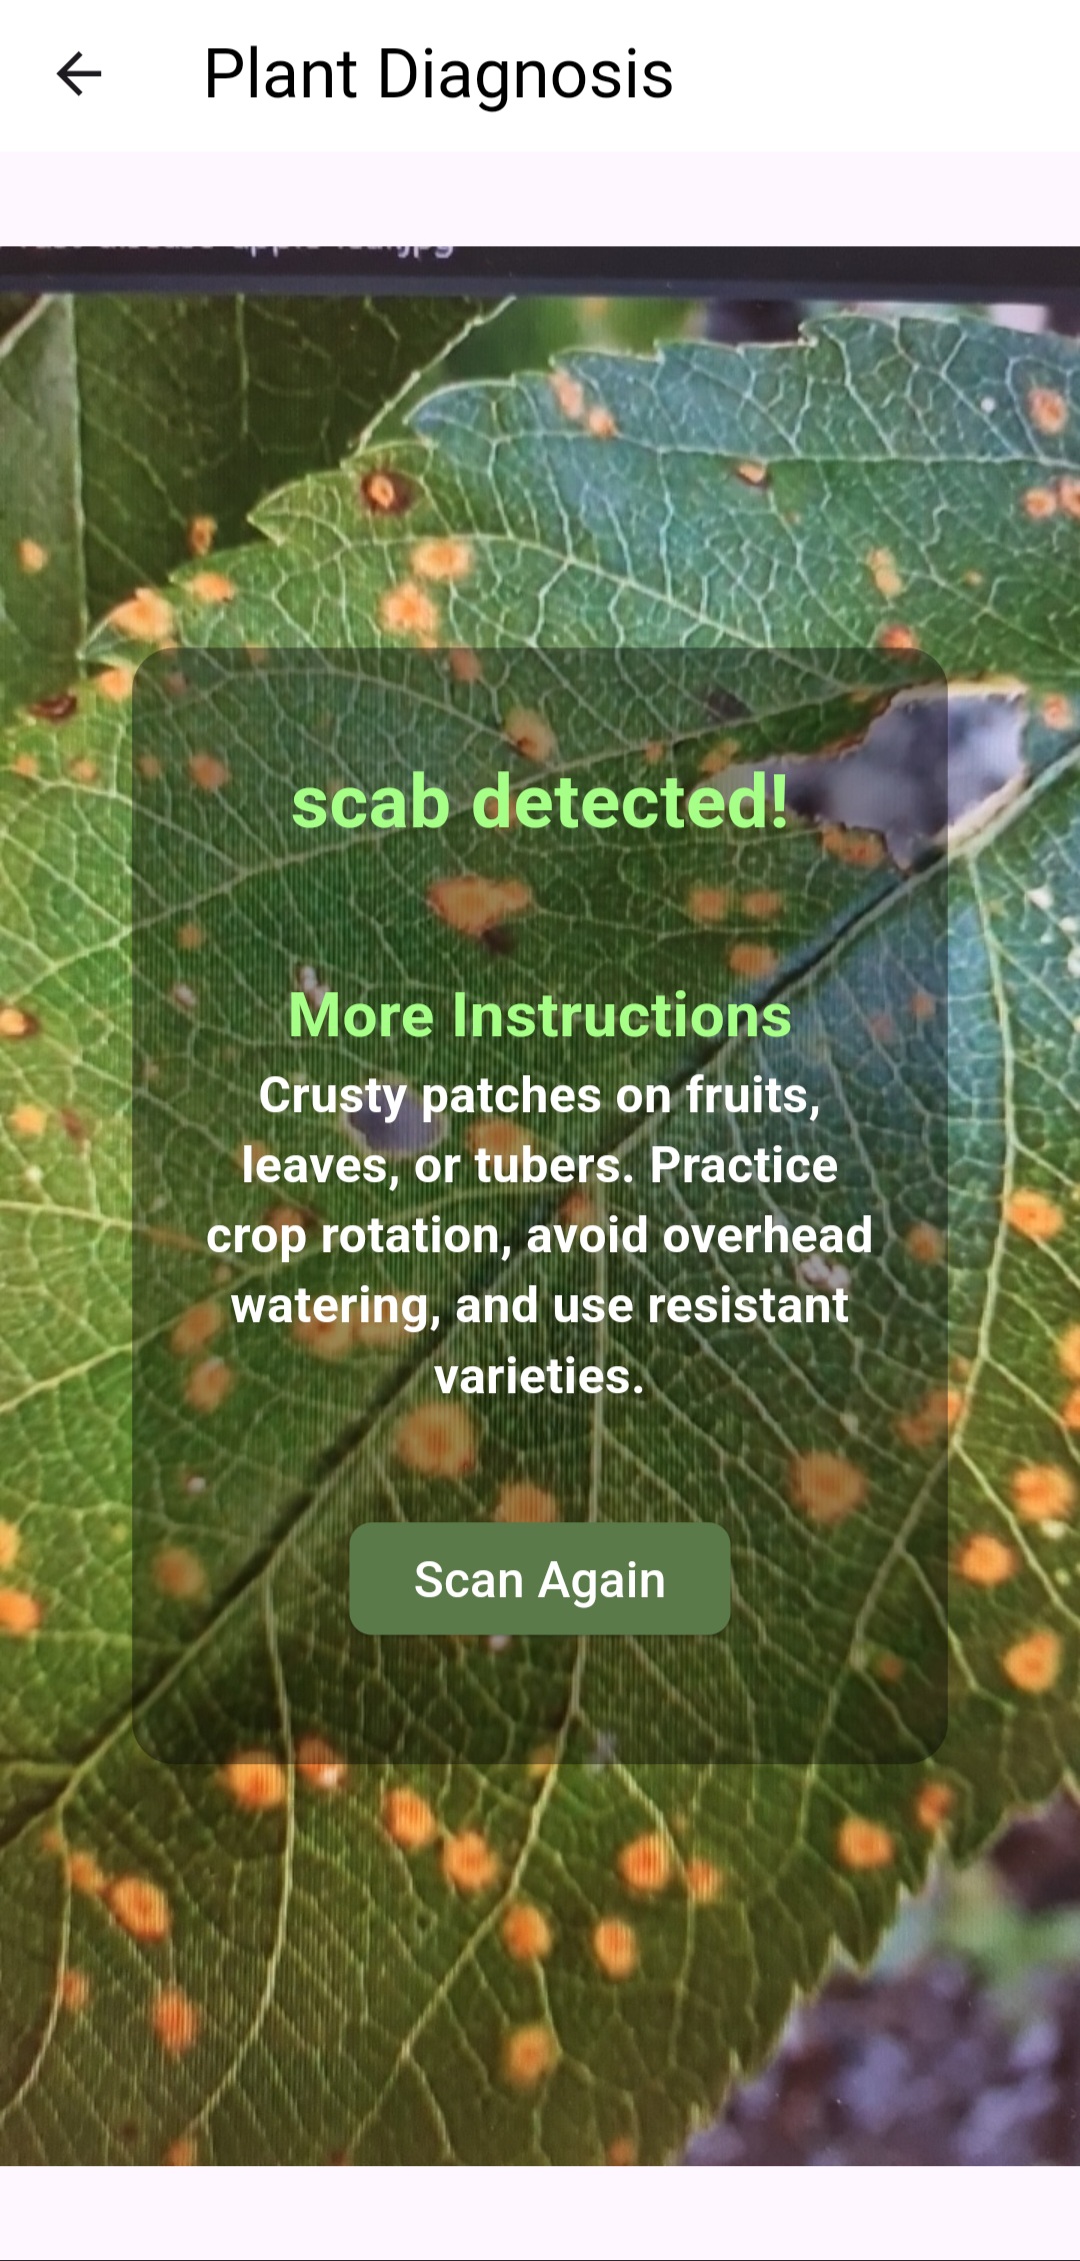 Plant Diagnosis
scab detected!
More Instructions
Crusty patches on fruits,
leaves, or tubers. Practice
crop rotation, avoid overhead
watering, and use resistant
varieties.
Scan Again